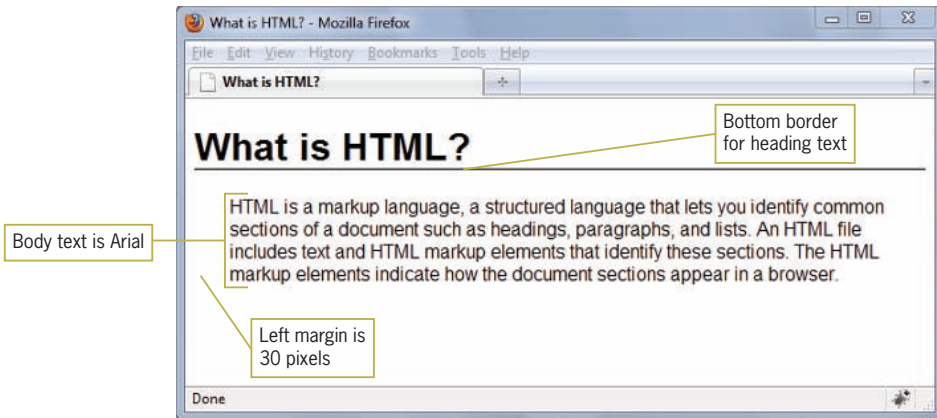 What is HTML? - Mozilla Firefox
File Edit View History Bookmarks Tools Help
What is HTML?
Bottom border
for heading text
What is HTML?
HTML is a markup language, a structured language that lets you identify common
sections of a document such as headings, paragraphs, and lists. An HTML file
includes text and HTML markup elements that identify these sections. The HTML
markup elements indicate how the document sections appear in a browser.
Body text is Arial
Left margin is
30 pixels
Done